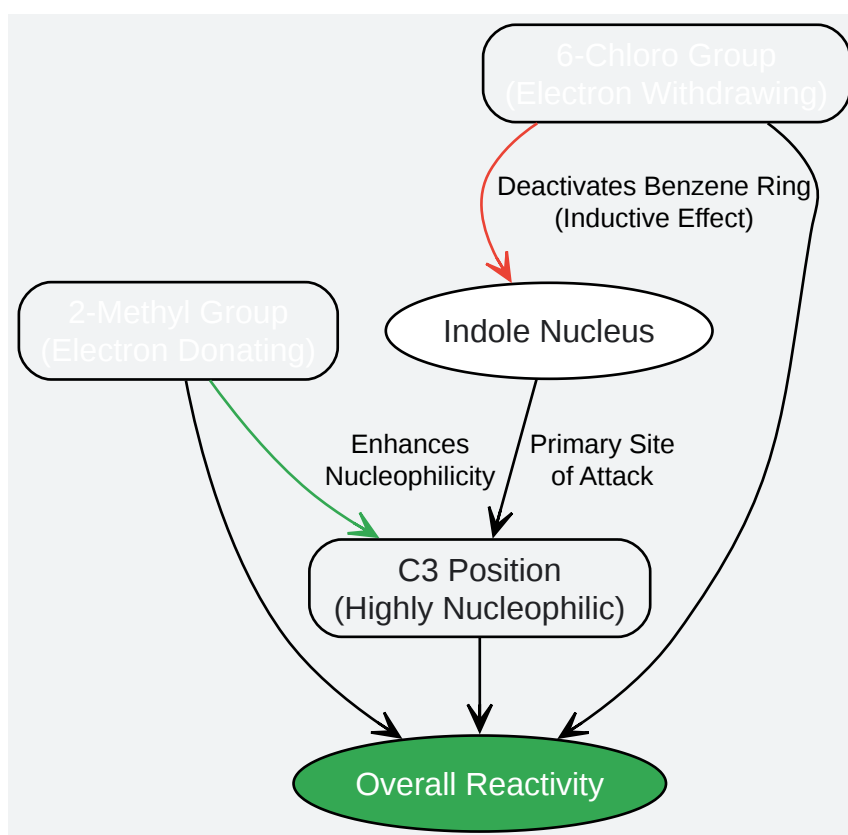 6-Chloro Group
(Electron Withdrawing)
Deactivates Benzene Ring
(Inductive Effect)
2-Methyl Group
(Electron Donating)
Indole Nucleus
Enhances
Nucleophilicity
Primary Site
of Attack
C3 Position
(Highly Nucleophilic)
Overall Reactivity